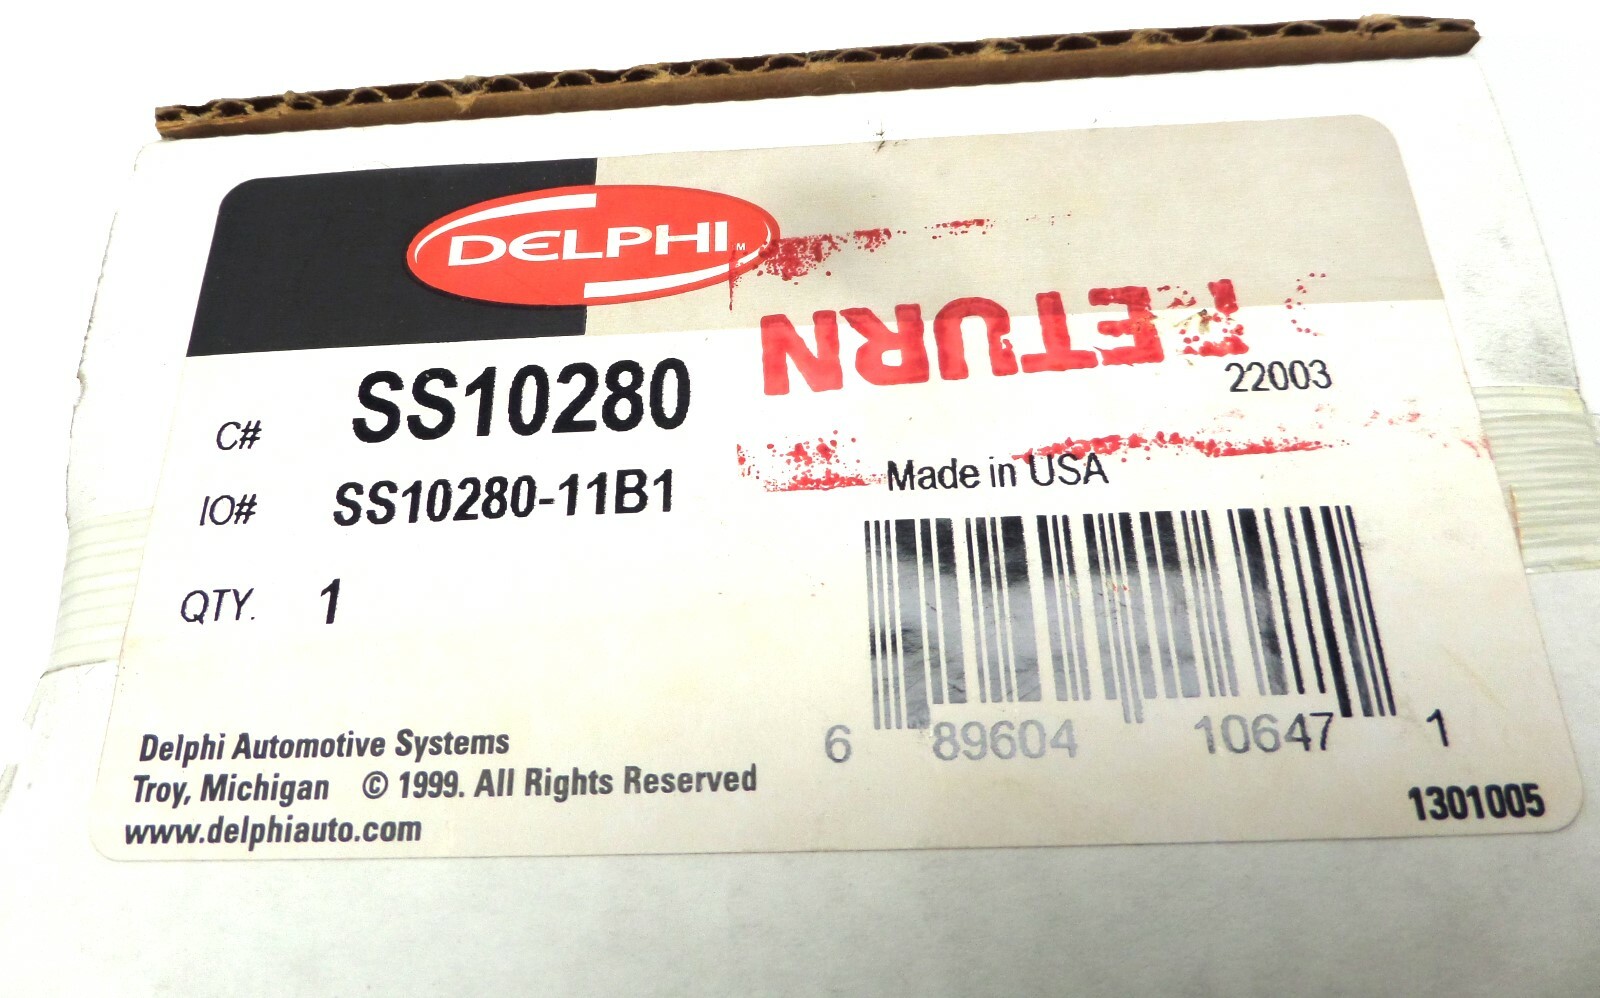 DELPHI
RETURN
C# SS10280
22003
IO# SS10280-11B1
Made in USA
QTY. 1
6 89604 10647 1
Delphi Automotive Systems
Troy, Michigan © 1999. All Rights Reserved
www.delphiauto.com
1301005